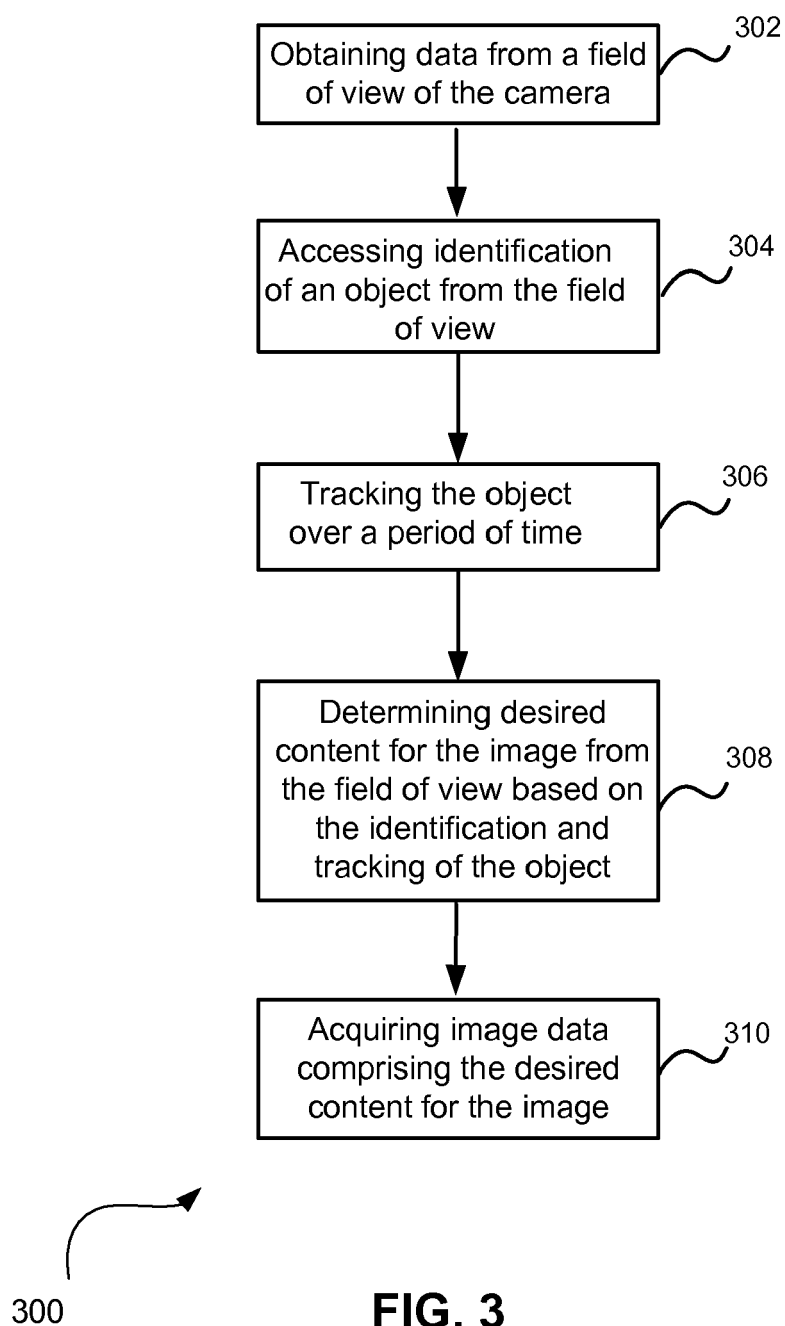 302
Obtaining data from a field
of view of the camera
304
Accessing identification
of an object from the field
of view
306
Tracking the object
over a period of time
308
Determining desired
content for the image from
the field of view based on
the identification and
tracking of the object
310
Acquiring image data
comprising the desired
content for the image
300
FIG. 3